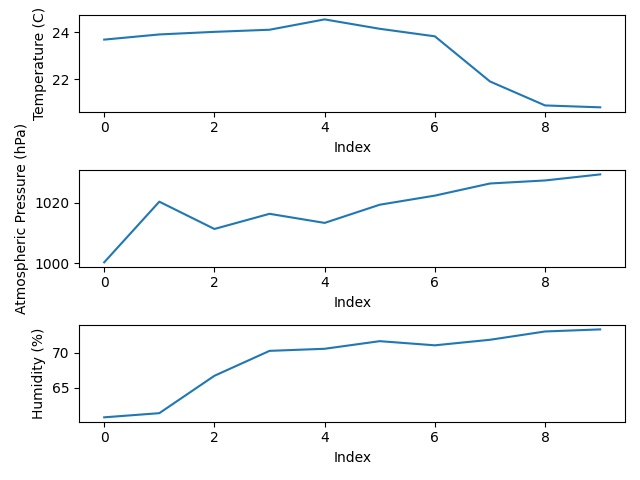 Temperature (C)
24
22
0 2 4 6 8
Index
Atmospheric Pressure (hPa)
1020
1000
0 2 4 6 8
Index
Humidity (%)
70
65
0 2 4 6 8
Index